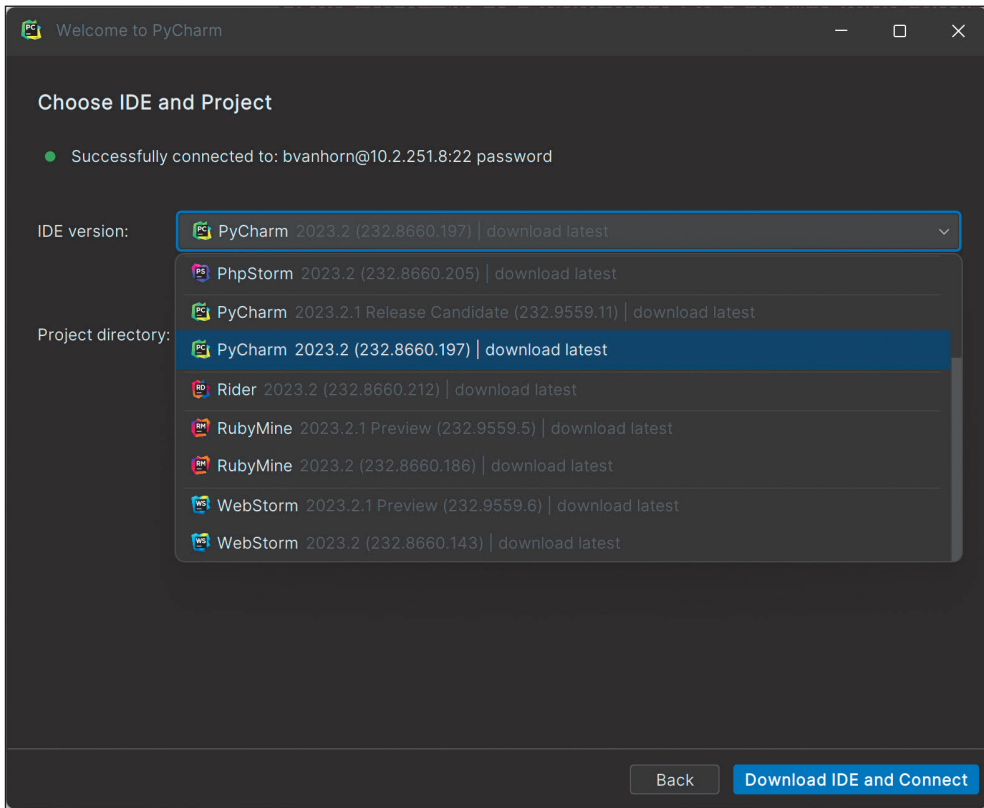 Welcome to PyCharm
Choose IDE and Project
Successfully connected to: bvanhorn@10.2.251.8:22 password
IDE version:
PyCharm 2023.2 (232.8660.197) | download latest
PhpStorm 2023.2 (232.8660.205) | download latest
PyCharm 2023.2.1 Release Candidate (232.9559.11) | download latest
Project directory:
PyCharm 2023.2 (232.8660.197) | download latest
Rider 2023.2 (232.8660.212) | download latest
RubyMine 2023.2.1 Preview (232.9559.5) | download latest
RubyMine 2023.2 (232.8660.186) | download latest
WebStorm 2023.2.1 Preview (232.9559.6) | download latest
WebStorm 2023.2 (232.8660.143) | download latest
Back
Download IDE and Connect